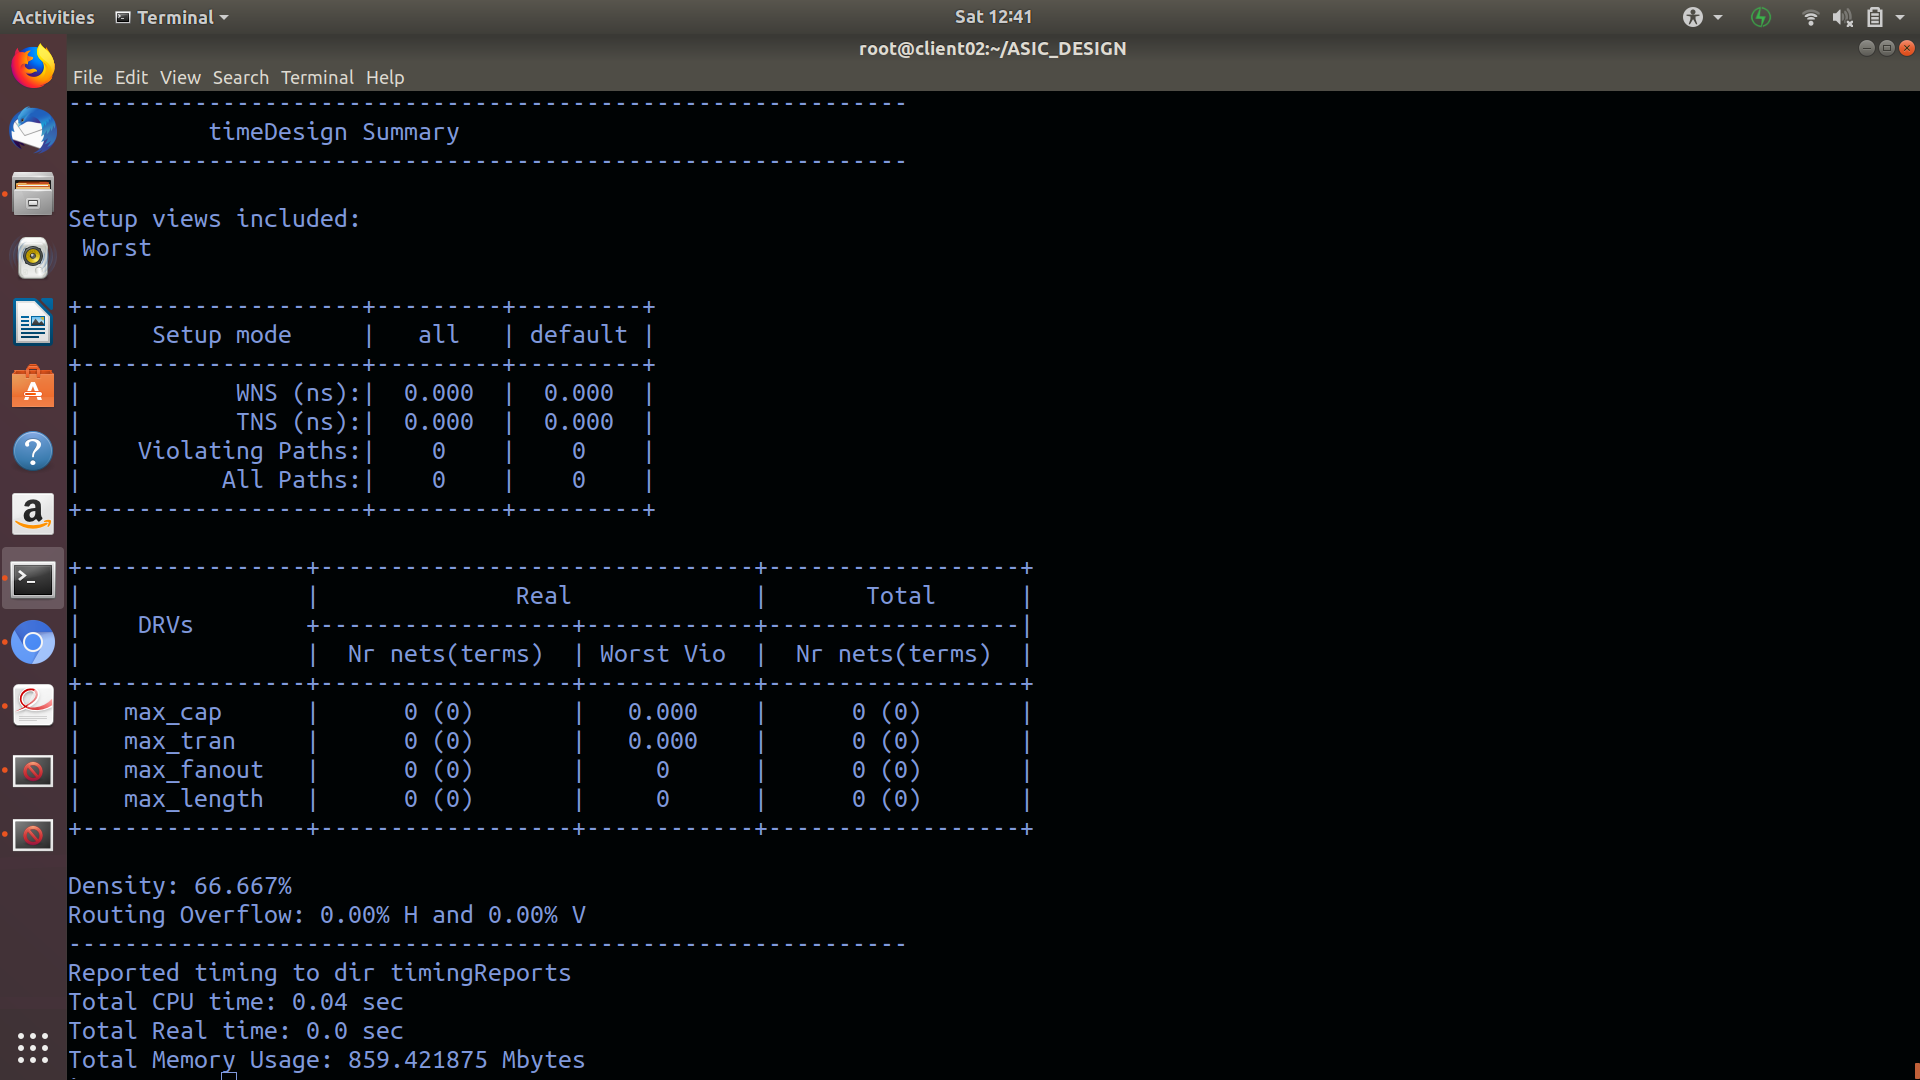 Activities Terminal Sat 12:41
root@client02:~/ASIC_DESIGN
File Edit View Search Terminal Help
------------------------------------------------------------
          timeDesign Summary
------------------------------------------------------------
Setup views included:
 Worst
+--------------------+---------+---------+
|     Setup mode     |   all   | default |
+--------------------+---------+---------+
|           WNS (ns):|  0.000  |  0.000  |
|           TNS (ns):|  0.000  |  0.000  |
|    Violating Paths:|    0    |    0    |
|          All Paths:|    0    |    0    |
+--------------------+---------+---------+
+----------------+-------------------------------+------------------+
|                |              Real             |       Total      |
|    DRVs        +------------------+------------+------------------|
|                |  Nr nets(terms)  | Worst Vio  |  Nr nets(terms)  |
+----------------+------------------+------------+------------------+
|   max_cap      |      0 (0)       |   0.000    |      0 (0)       |
|   max_tran     |      0 (0)       |   0.000    |      0 (0)       |
|   max_fanout   |      0 (0)       |     0      |      0 (0)       |
|   max_length   |      0 (0)       |     0      |      0 (0)       |
+----------------+------------------+------------+------------------+
Density: 66.667%
Routing Overflow: 0.00% H and 0.00% V
------------------------------------------------------------
Reported timing to dir timingReports
Total CPU time: 0.04 sec
Total Real time: 0.0 sec
Total Memory Usage: 859.421875 Mbytes